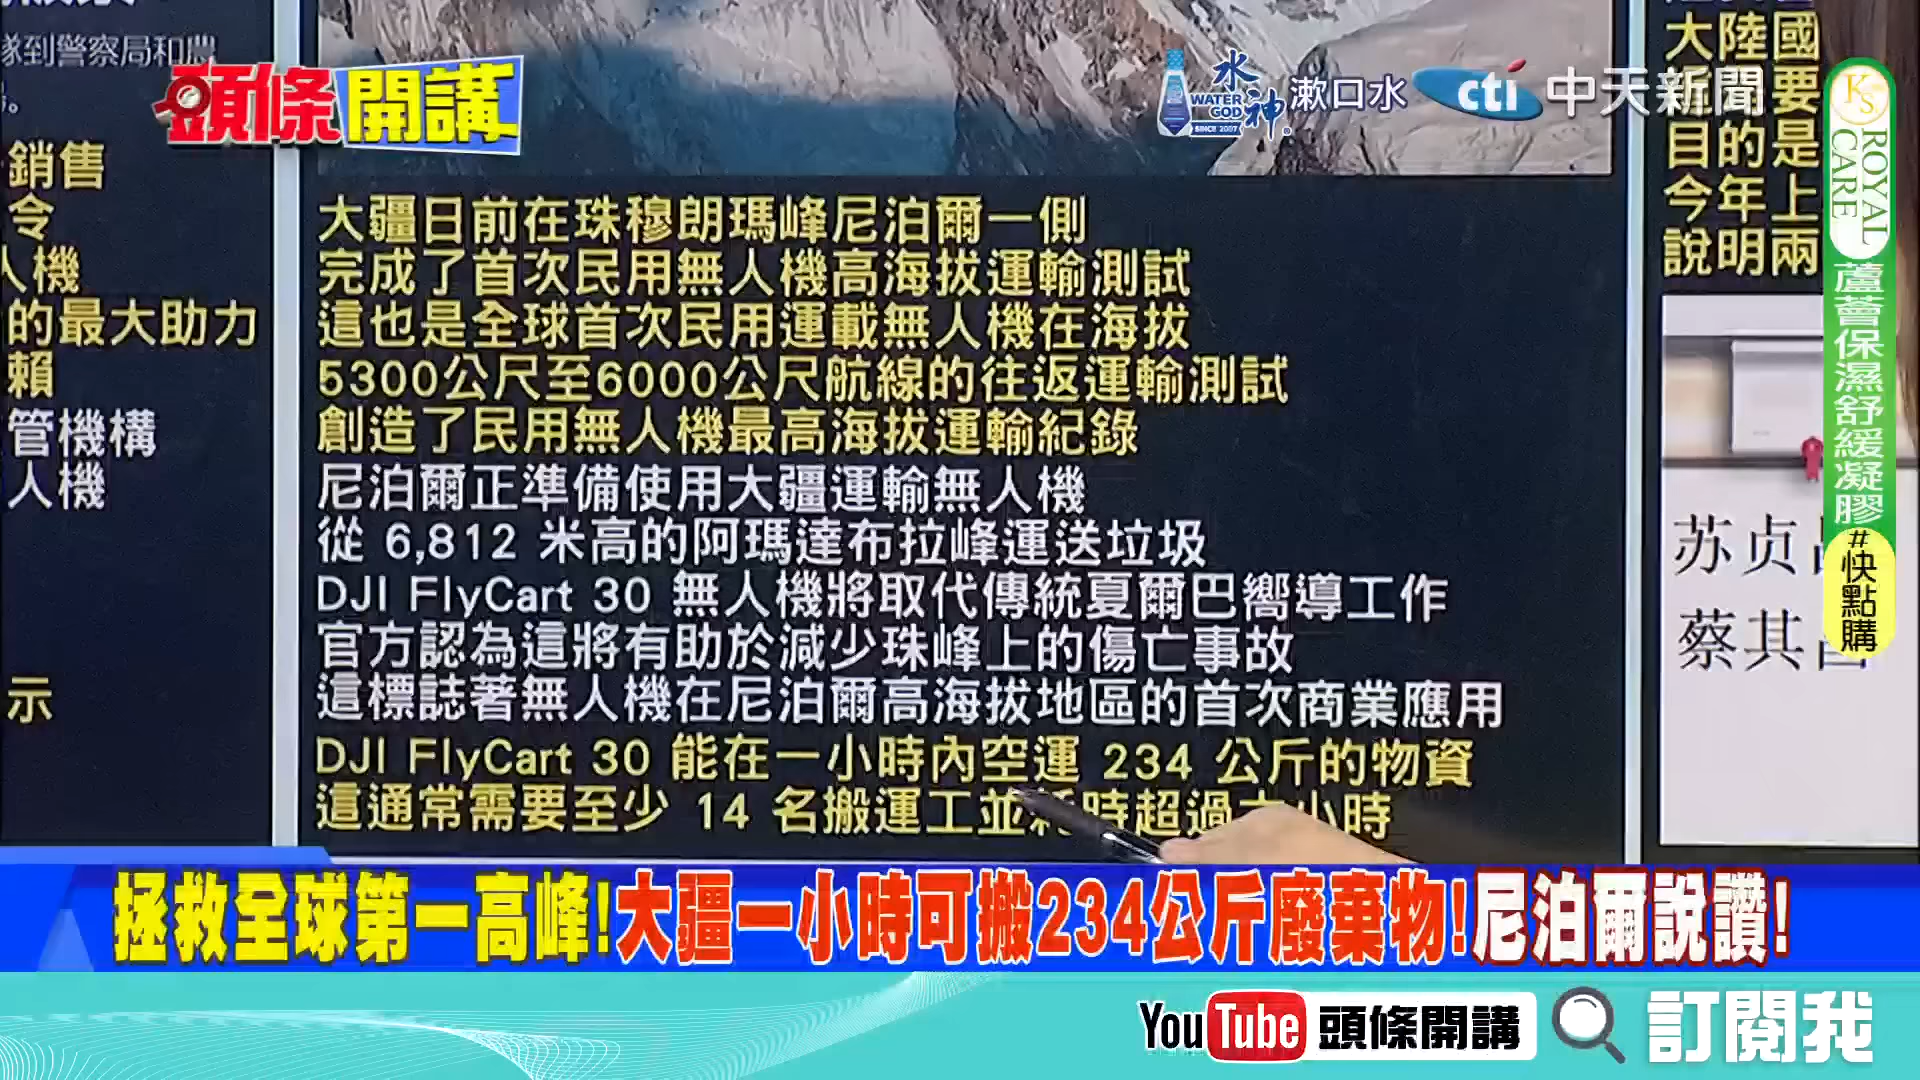 隊到警察局和農
頭條開講
水神
WATER GOD
SINCE 2007
漱口水
cti 中天新聞
銷售
令
人機
的最大助力
賴
管機構
人機
示
大疆日前在珠穆朗瑪峰尼泊爾一側
完成了首次民用無人機高海拔運輸測試
這也是全球首次民用運載無人機在海拔
5300公尺至6000公尺航線的往返運輸測試
創造了民用無人機最高海拔運輸紀錄
尼泊爾正準備使用大疆運輸無人機
從 6,812 米高的阿瑪達布拉峰運送垃圾
DJI FlyCart 30 無人機將取代傳統夏爾巴嚮導工作
官方認為這將有助於減少珠峰上的傷亡事故
這標誌著無人機在尼泊爾高海拔地區的首次商業應用
DJI FlyCart 30 能在一小時內空運 234 公斤的物資
這通常需要至少 14 名搬運工並耗時超過六小時
大陸國
要
目的是
今年上
說明兩
苏贞
蔡其昌
KS
ROYAL CARE
蘆薈保濕舒緩凝膠
#快點購
拯救全球第一高峰!大疆一小時可搬234公斤廢棄物!尼泊爾說讚!
YouTube 頭條開講
訂閱我